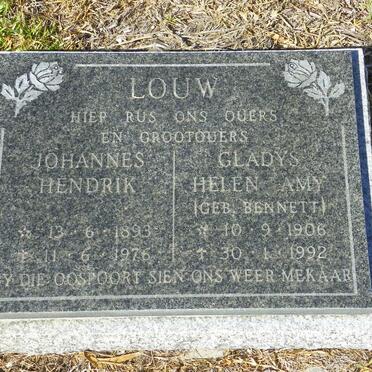 LOUW
HIER RUS ONS OUERS
EN GROOTOUERS
JOHANNES
HENDRIK
☆ 13-6-1893
✝ 11-6-1976
GLADYS
HELEN AMY
(GEB. BENNETT)
☆ 10-9-1906
✝ 30-1-1992
BY DIE OOSPOORT SIEN ONS WEER MEKAAR